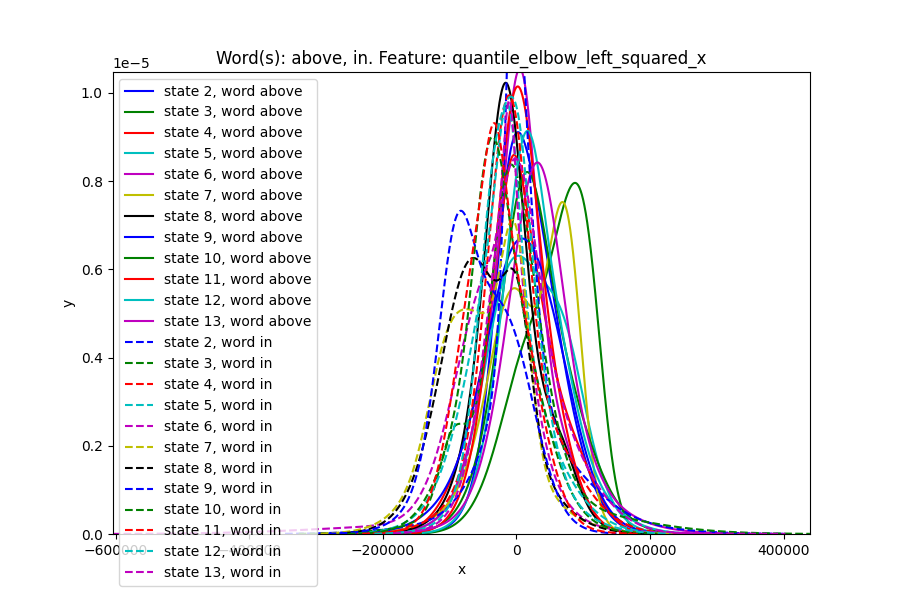 Word(s): above, in. Feature: quantile_elbow_left_squared_x
1e−5
1.0
0.8
0.6
0.4
0.2
0.0
y
state 2, word above
state 3, word above
state 4, word above
state 5, word above
state 6, word above
state 7, word above
state 8, word above
state 9, word above
state 10, word above
state 11, word above
state 12, word above
state 13, word above
state 2, word in
state 3, word in
state 4, word in
state 5, word in
state 6, word in
state 7, word in
state 8, word in
state 9, word in
state 10, word in
state 11, word in
state 12, word in
state 13, word in
−600000 −200000 0 200000 400000
x